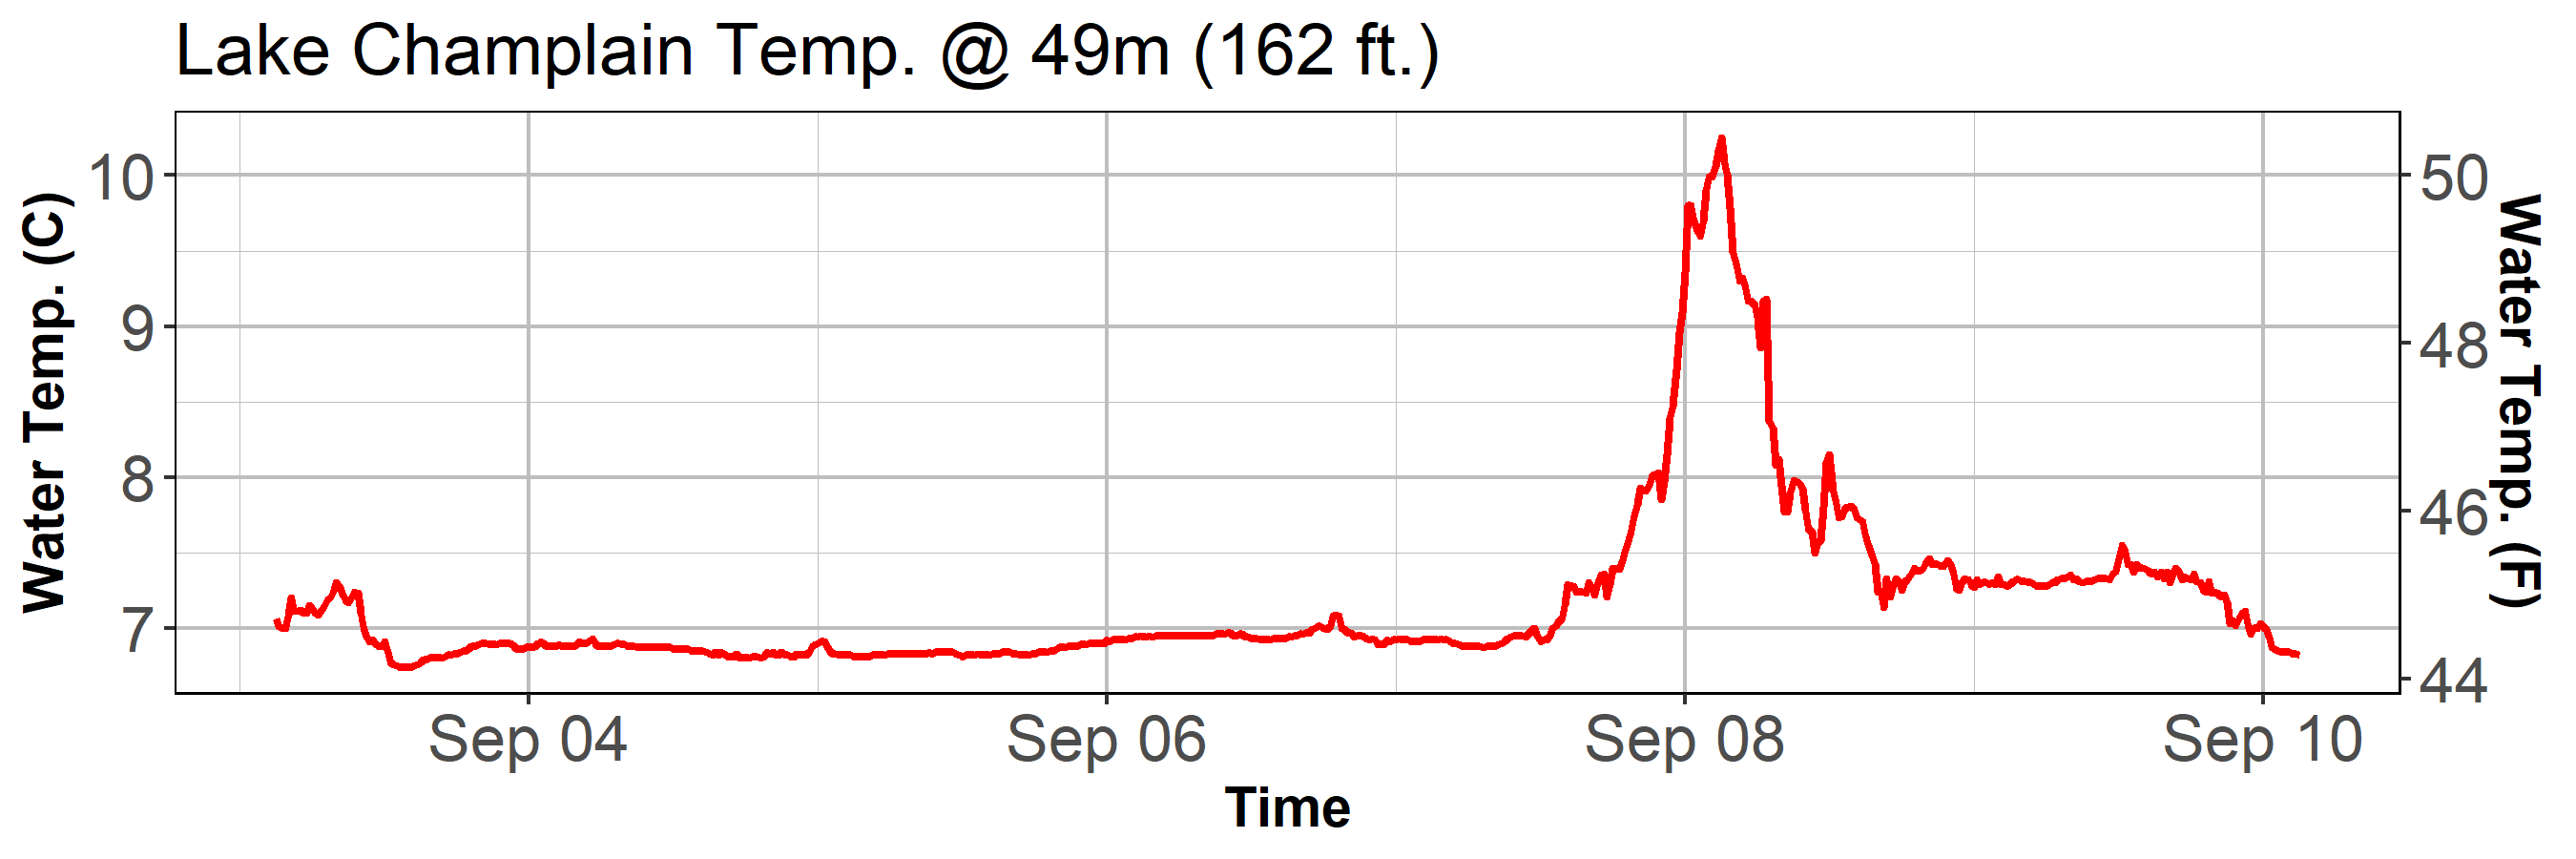 Lake Champlain Temp. @ 49m (162 ft.)
Water Temp. (C)
10
9
8
7
50
48
46
44
Water Temp. (F)
Sep 04
Sep 06
Sep 08
Sep 10
Time